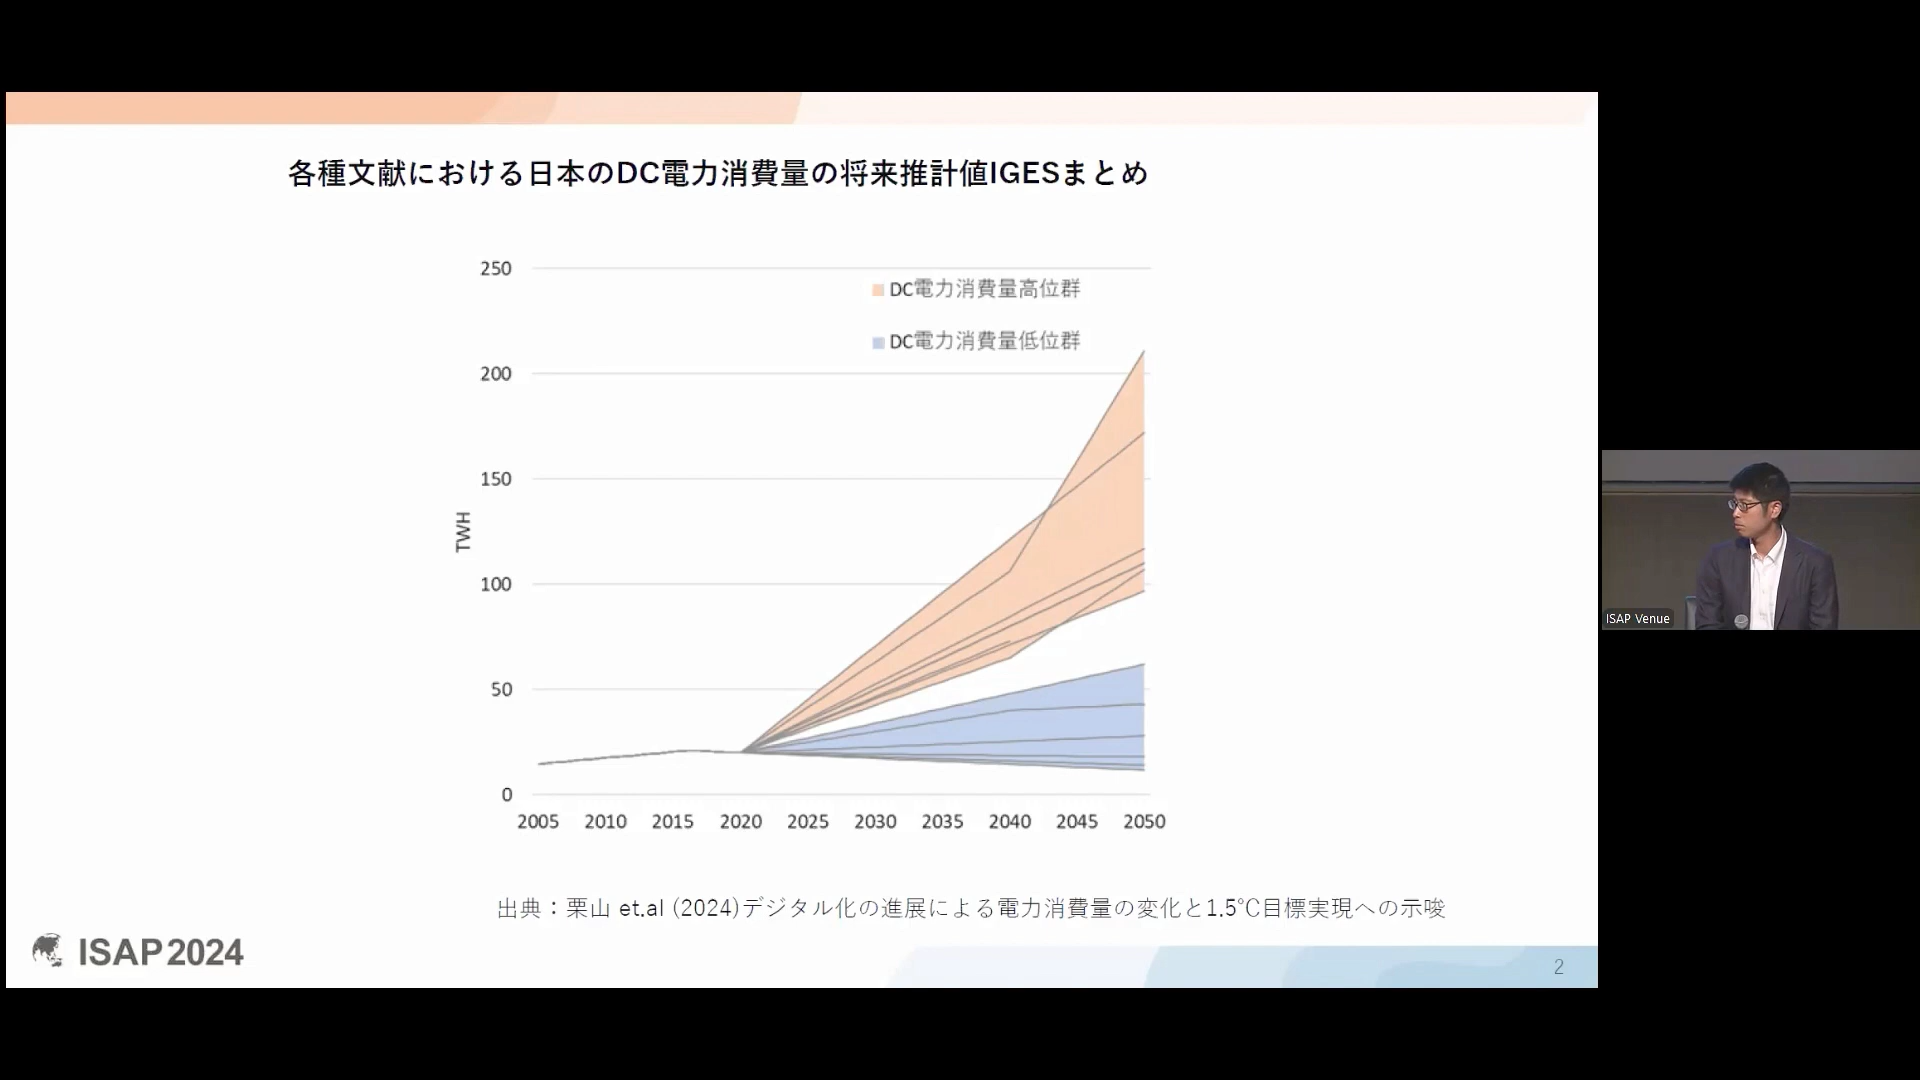 各種文献における日本のDC電力消費量の将来推計値IGESまとめ
250
DC電力消費量高位群
DC電力消費量低位群
200
150
TWH
100
50
0
2005 2010 2015 2020 2025 2030 2035 2040 2045 2050
出典：栗山 et.al (2024)デジタル化の進展による電力消費量の変化と1.5℃目標実現への示唆
ISAP2024
2
ISAP Venue